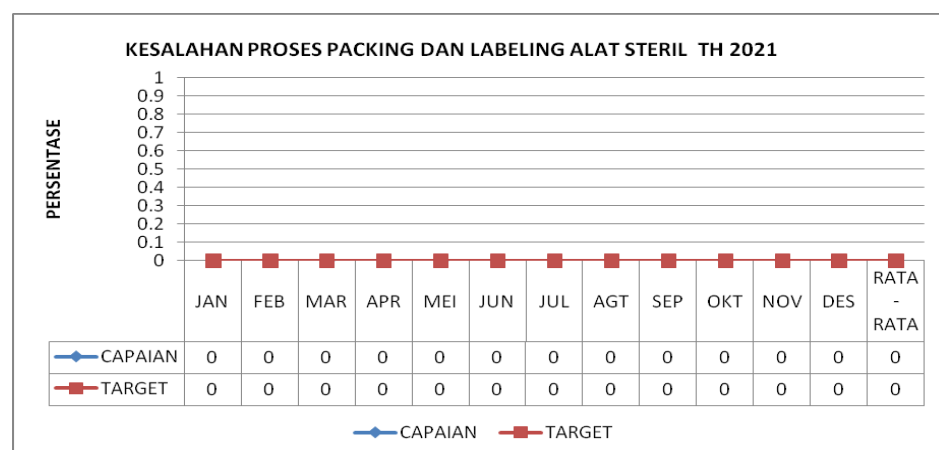 KESALAHAN PROSES PACKING DAN LABELING ALAT STERIL TH 2021
PERSENTASE
1
0.9
0.8
0.7
0.6
0.5
0.4
0.3
0.2
0.1
0
JAN FEB MAR APR MEI JUN JUL AGT SEP OKT NOV DES RATA
-
RATA
CAPAIAN 0 0 0 0 0 0 0 0 0 0 0 0 0
TARGET 0 0 0 0 0 0 0 0 0 0 0 0 0
CAPAIAN TARGET